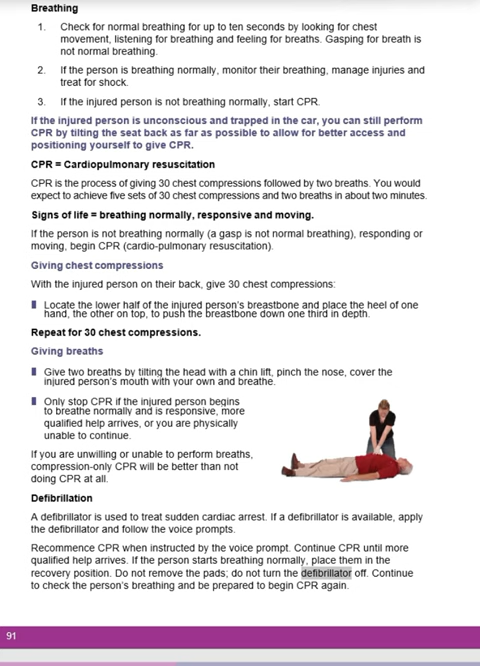 Breathing
1. Check for normal breathing for up to ten seconds by looking for chest
movement, listening for breathing and feeling for breaths. Gasping for breath is
not normal breathing.
2. If the person is breathing normally, monitor their breathing, manage injuries and
treat for shock.
3. If the injured person is not breathing normally, start CPR.
If the injured person is unconscious and trapped in the car, you can still perform
CPR by tilting the seat back as far as possible to allow for better access and
positioning yourself to give CPR.
CPR = Cardiopulmonary resuscitation
CPR is the process of giving 30 chest compressions followed by two breaths. You would
expect to achieve five sets of 30 chest compressions and two breaths in about two minutes.
Signs of life = breathing normally, responsive and moving.
If the person is not breathing normally (a gasp is not normal breathing), responding or
moving, begin CPR (cardio-pulmonary resuscitation).
Giving chest compressions
With the injured person on their back, give 30 chest compressions:
Locate the lower half of the injured person's breastbone and place the heel of one
hand, the other on top, to push the breastbone down one third in depth.
Repeat for 30 chest compressions.
Giving breaths
Give two breaths by tilting the head with a chin lift, pinch the nose, cover the
injured person's mouth with your own and breathe.
Only stop CPR if the injured person begins
to breathe normally and is responsive, more
qualified help arrives, or you are physically
unable to continue.
If you are unwilling or unable to perform breaths,
compression-only CPR will be better than not
doing CPR at all.
Defibrillation
A defibrillator is used to treat sudden cardiac arrest. If a defibrillator is available, apply
the defibrillator and follow the voice prompts.
Recommence CPR when instructed by the voice prompt. Continue CPR until more
qualified help arrives. If the person starts breathing normally, place them in the
recovery position. Do not remove the pads; do not turn the defibrillator off. Continue
to check the person's breathing and be prepared to begin CPR again.
91